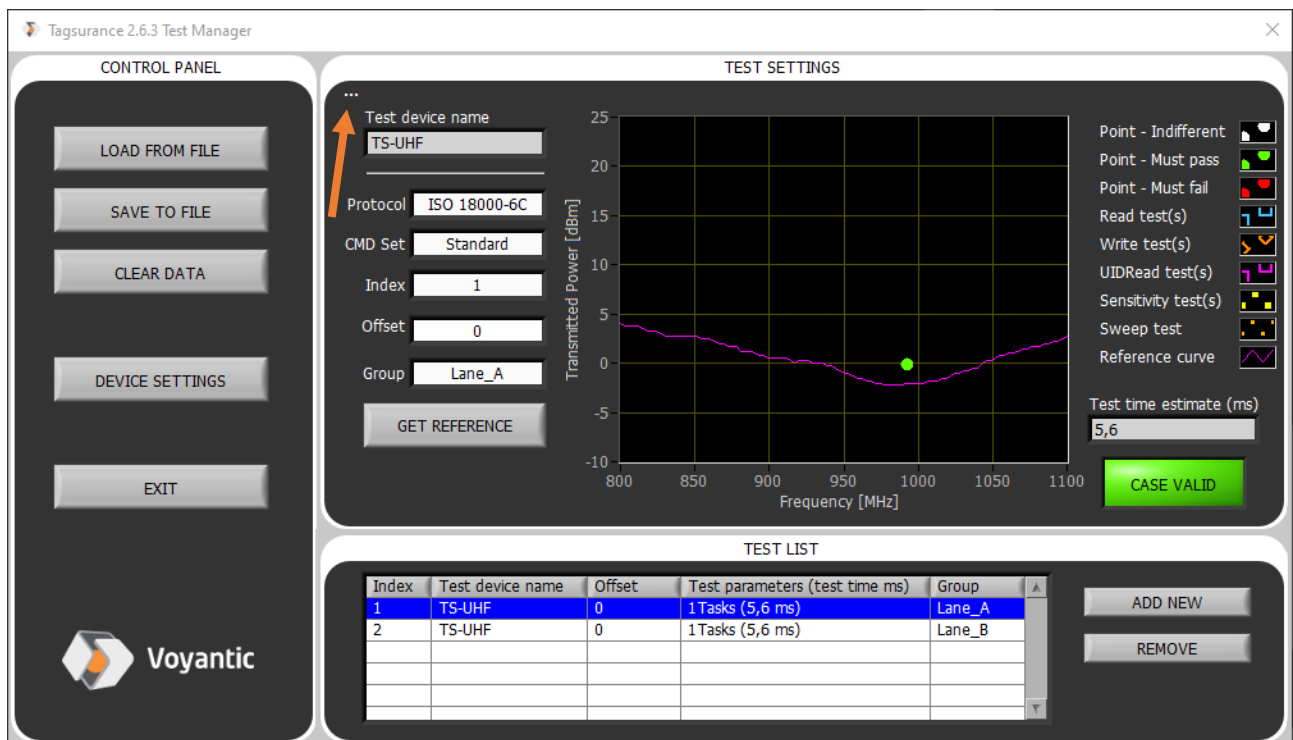 Tagsurance 2.6.3 Test Manager
CONTROL PANEL
LOAD FROM FILE
SAVE TO FILE
CLEAR DATA
DEVICE SETTINGS
EXIT
Voyantic
TEST SETTINGS
...
Test device name
TS-UHF
Protocol ISO 18000-6C
CMD Set Standard
Index 1
Offset 0
Group Lane_A
GET REFERENCE
Transmitted Power [dBm]
25
20
15
10
5
0
-5
-10
800 850 900 950 1000 1050 1100
Frequency [MHz]
Point - Indifferent
Point - Must pass
Point - Must fail
Read test(s)
Write test(s)
UIDRead test(s)
Sensitivity test(s)
Sweep test
Reference curve
Test time estimate (ms)
5,6
CASE VALID
TEST LIST
Index Test device name Offset Test parameters (test time ms) Group
1 TS-UHF 0 1Tasks (5,6 ms) Lane_A
2 TS-UHF 0 1Tasks (5,6 ms) Lane_B
ADD NEW
REMOVE